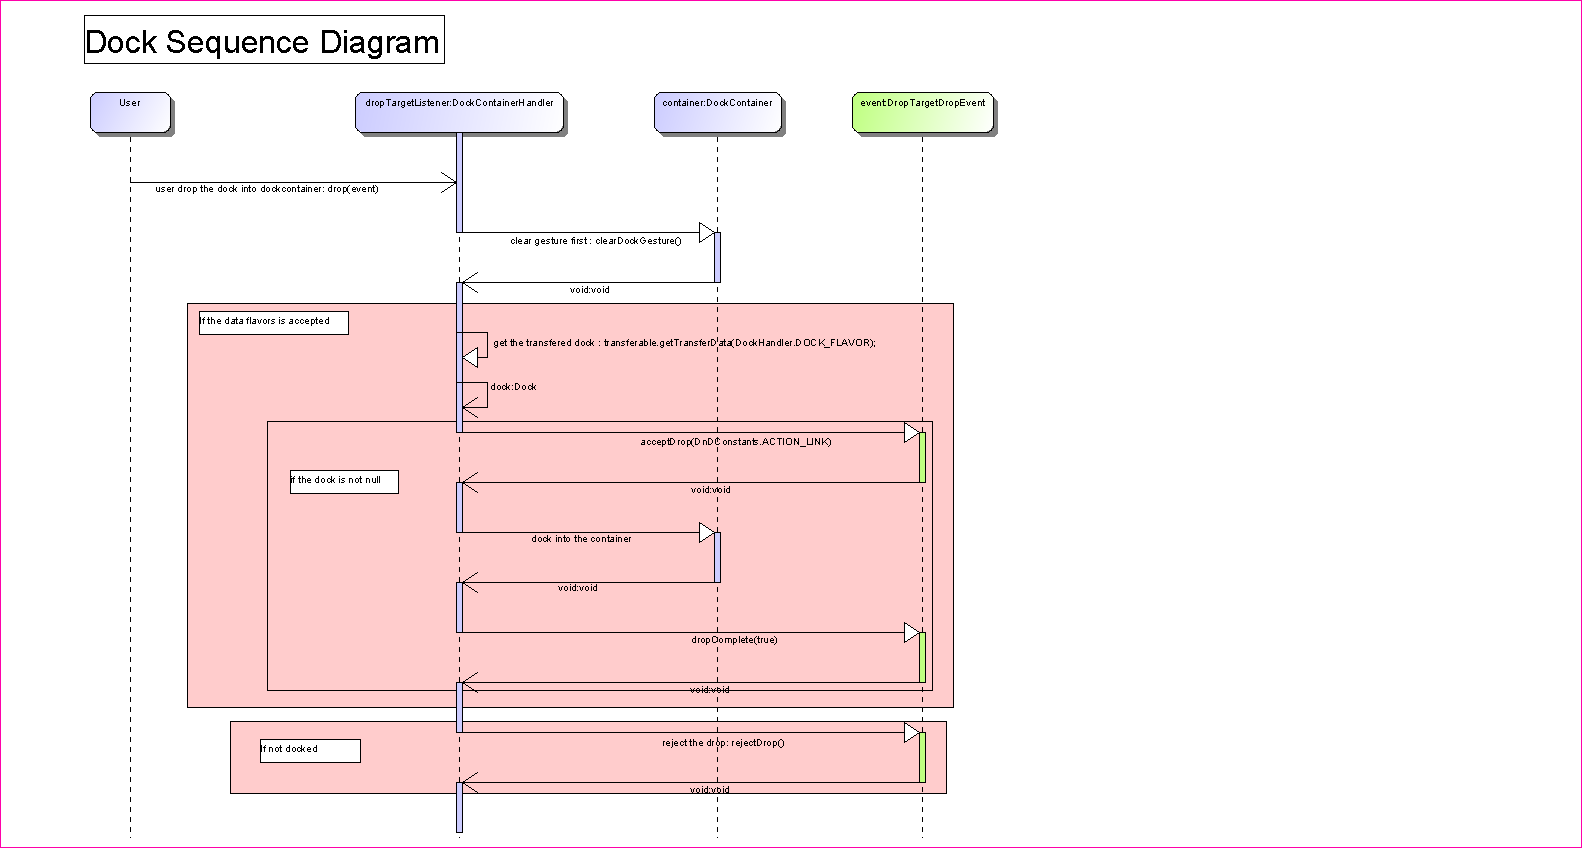 Dock Sequence Diagram
User
dropTargetListener:DockContainerHandler
container:DockContainer
event:DropTargetDropEvent
user drop the dock into dockcontainer: drop(event)
clear gesture first : clearDockGesture()
void:void
If the data flavors is accepted
get the transfered dock : transferable.getTransferData(DockHandler.DOCK_FLAVOR);
dock:Dock
acceptDrop(DnDConstants.ACTION_LINK)
if the dock is not null
void:void
dock into the container
void:void
dropComplete(true)
void:void
reject the drop: rejectDrop()
If not docked
void:void